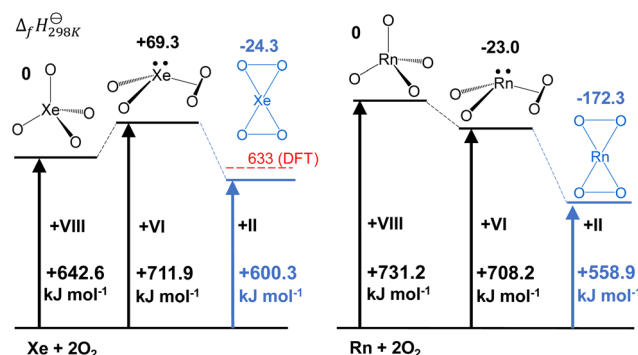 Δ_f H^⊖_298K
0
+69.3
-24.3
O
Xe
O
O
O
O
Xe
O
O
O
O
O
Xe
O
O
633 (DFT)
+VIII
+VI
+II
+642.6
kJ mol⁻¹
+711.9
kJ mol⁻¹
+600.3
kJ mol⁻¹
Xe + 2O₂
0
-23.0
-172.3
O
Rn
O
O
O
O
Rn
O
O
O
O
O
Rn
O
O
+VIII
+VI
+II
+731.2
kJ mol⁻¹
+708.2
kJ mol⁻¹
+558.9
kJ mol⁻¹
Rn + 2O₂